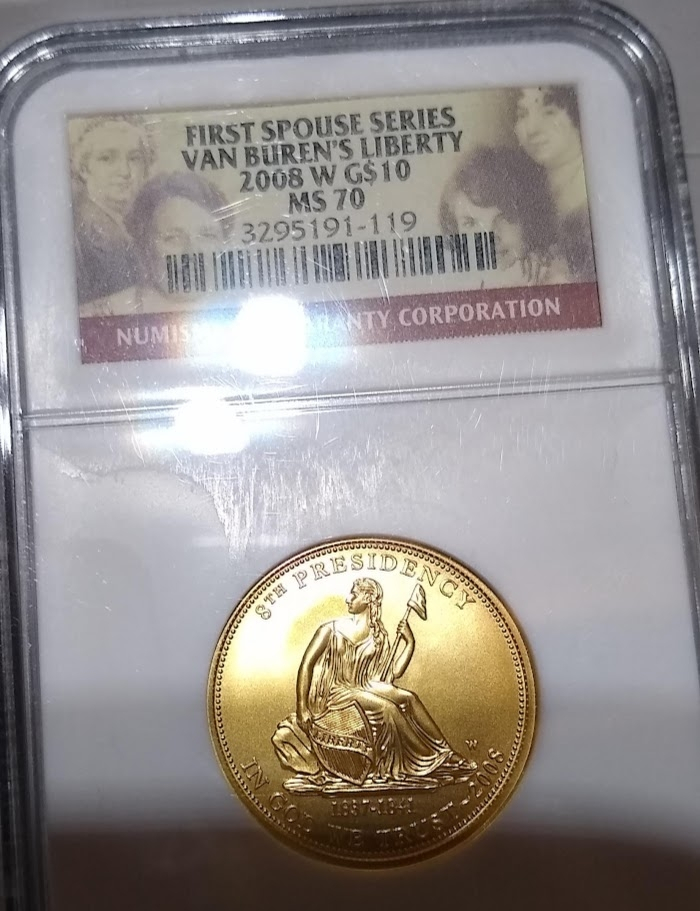 FIRST SPOUSE SERIES
VAN BUREN'S LIBERTY
2008 W G$10
MS 70
3295191-119
CORPORATION
8TH PRESIDENCY
LIBERTY
W
1837-1841
IN GOD WE TRUST-2008